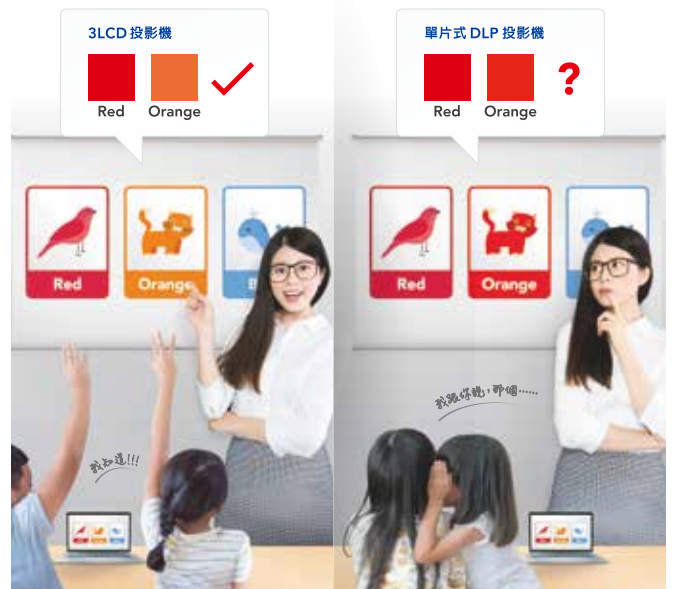 3LCD 投影機
Red Orange
Red
Orange
B
我知道!!!
單片式 DLP 投影機
Red Orange
?
Red
Orange
我跟你說，那個……